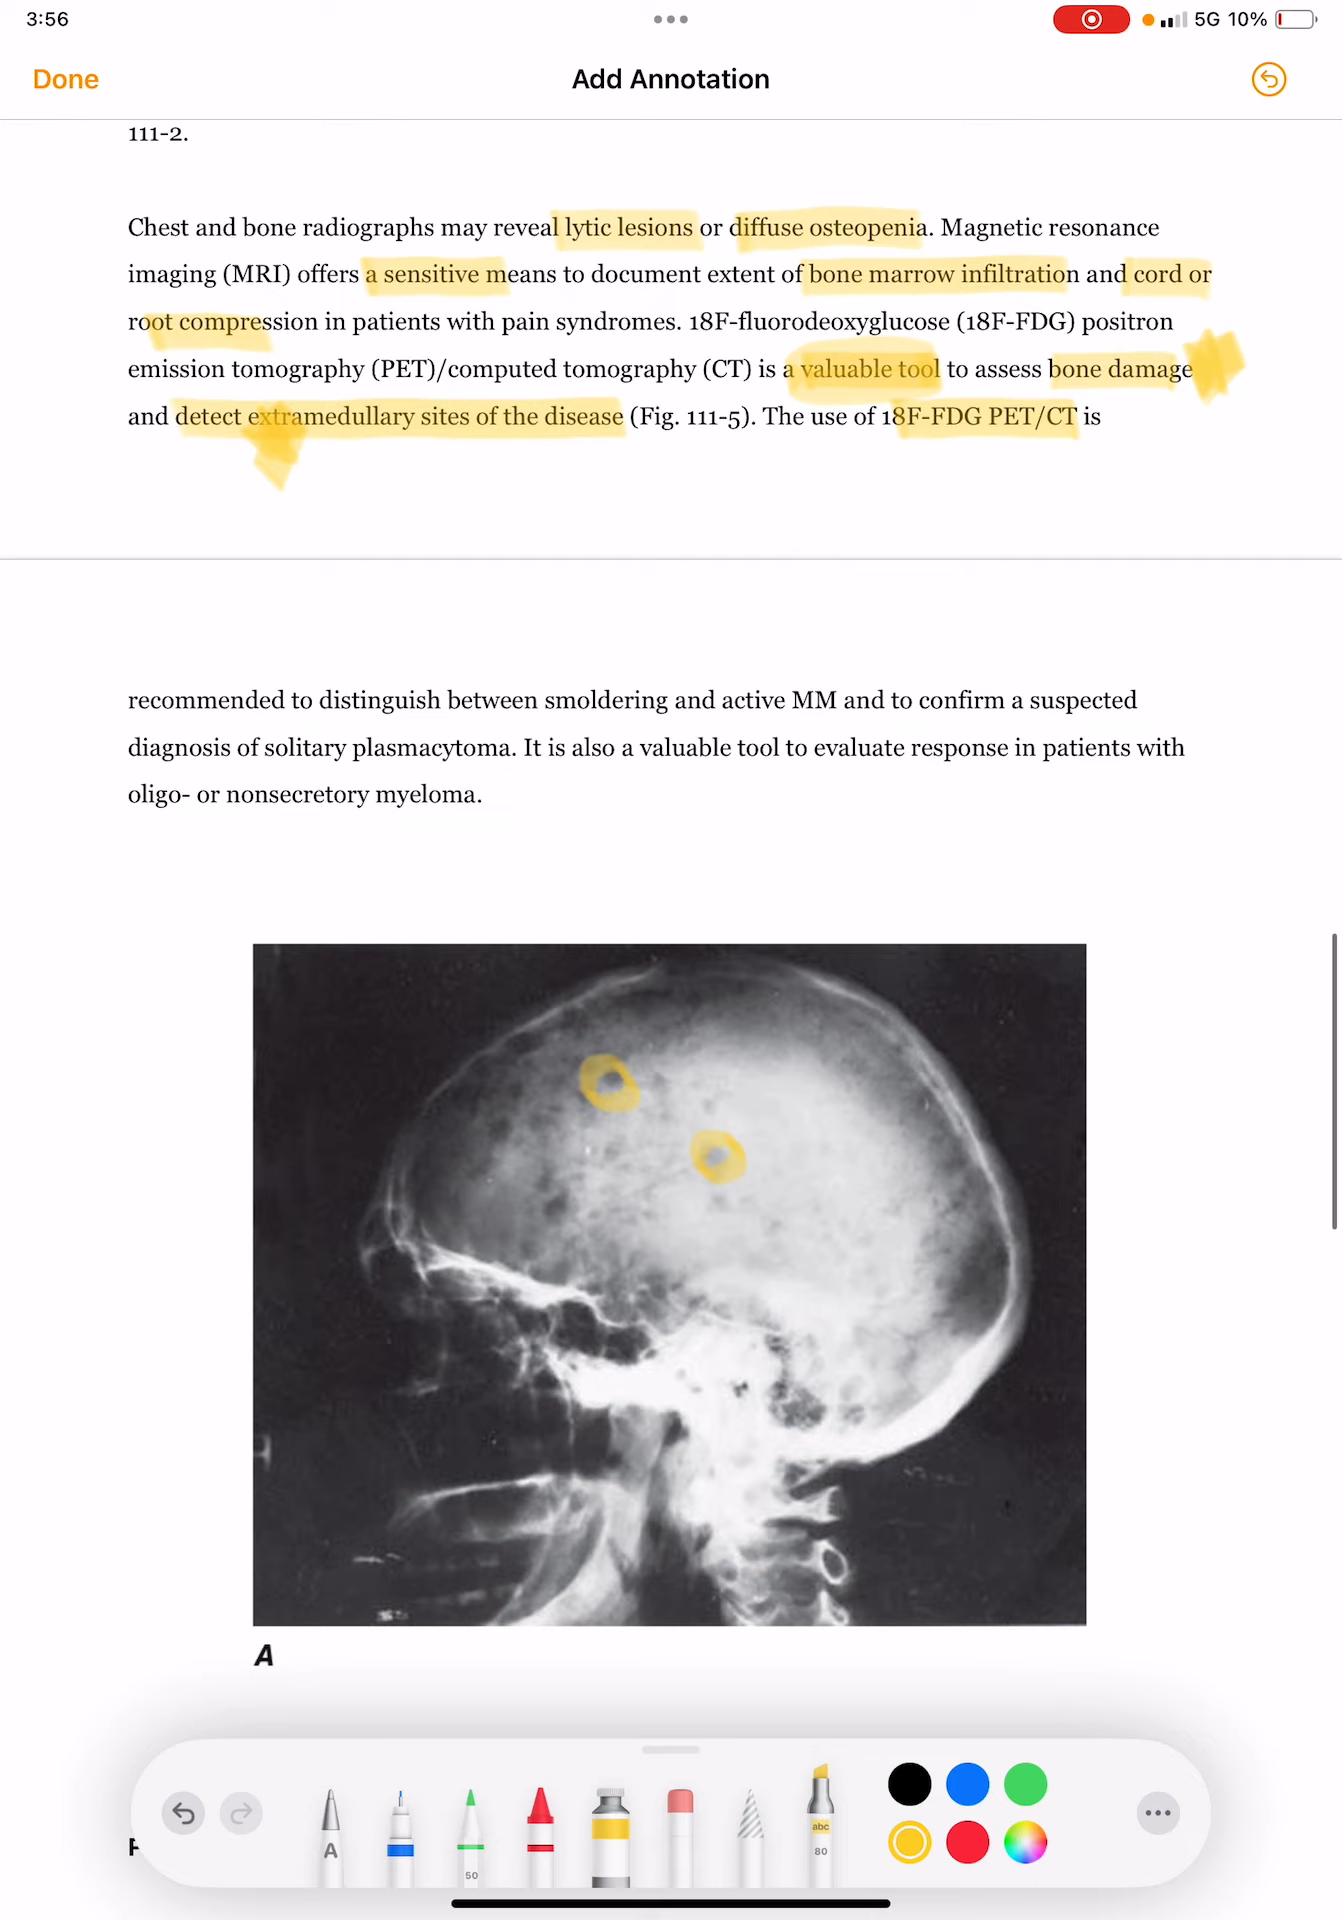 3:56
5G 10%
Done
Add Annotation
111-2.
Chest and bone radiographs may reveal lytic lesions or diffuse osteopenia. Magnetic resonance
imaging (MRI) offers a sensitive means to document extent of bone marrow infiltration and cord or
root compression in patients with pain syndromes. 18F-fluorodeoxyglucose (18F-FDG) positron
emission tomography (PET)/computed tomography (CT) is a valuable tool to assess bone damage
and detect extramedullary sites of the disease (Fig. 111-5). The use of 18F-FDG PET/CT is
recommended to distinguish between smoldering and active MM and to confirm a suspected
diagnosis of solitary plasmacytoma. It is also a valuable tool to evaluate response in patients with
oligo- or nonsecretory myeloma.
A
A
50
abc
80